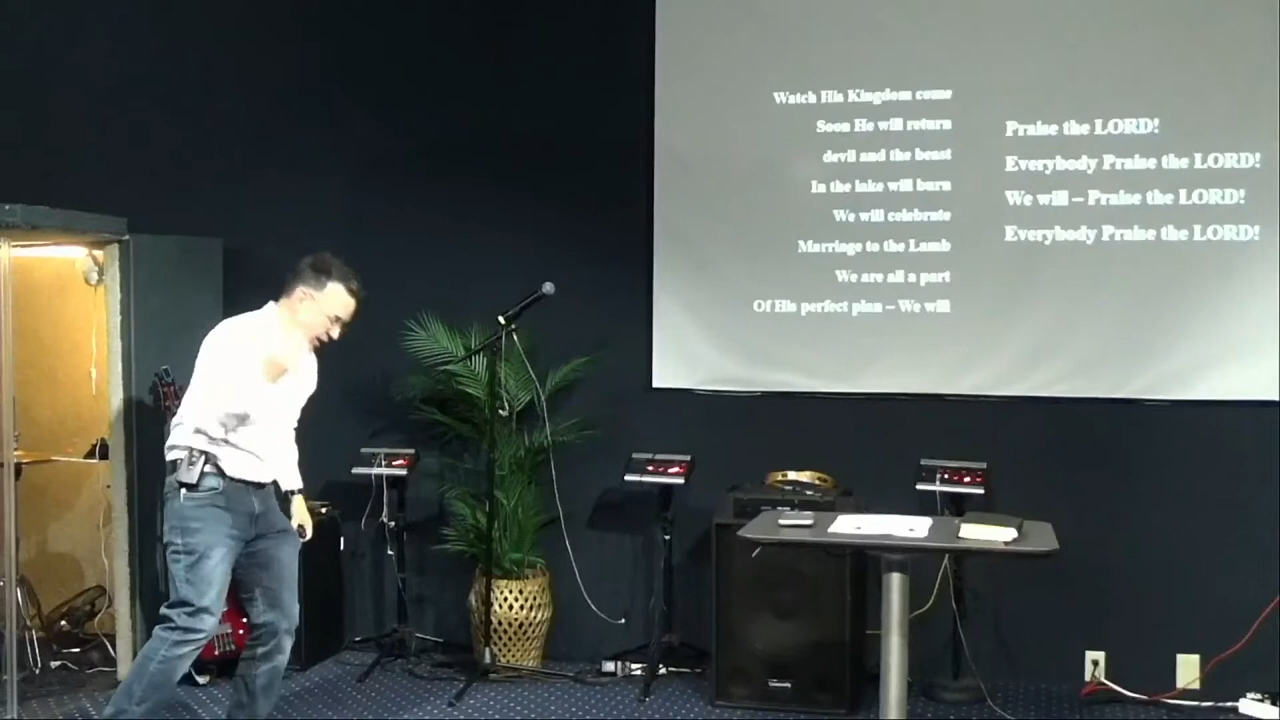 Watch His Kingdom come
Soon He will return
devil and the beast
In the lake will burn
We will celebrate
Marriage to the Lamb
We are all a part
Of His perfect plan – We will
Praise the LORD!
Everybody Praise the LORD!
We will – Praise the LORD!
Everybody Praise the LORD!